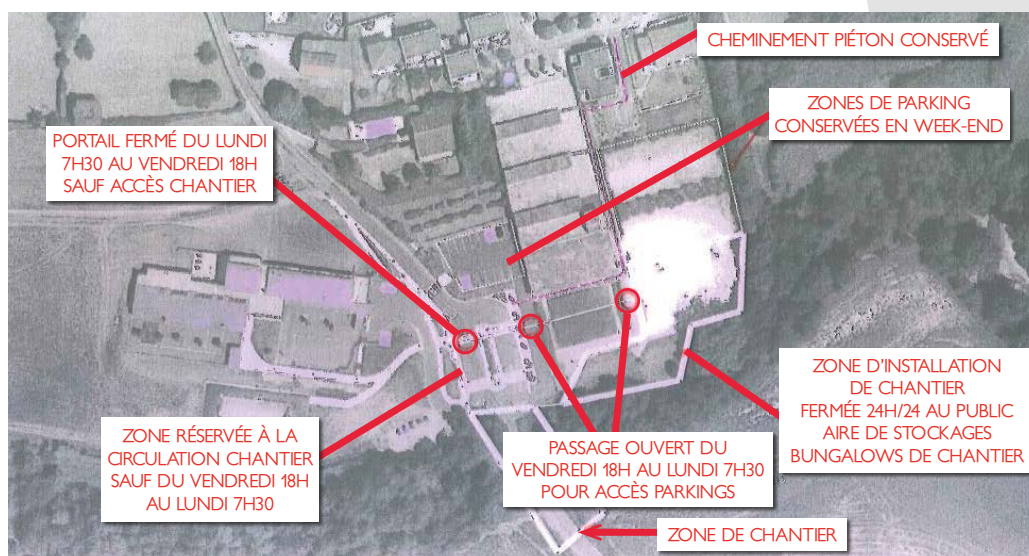 CHEMINEMENT PIÉTON CONSERVÉ
ZONES DE PARKING
CONSERVÉES EN WEEK-END
PORTAIL FERMÉ DU LUNDI
7H30 AU VENDREDI 18H
SAUF ACCÈS CHANTIER
ZONE D'INSTALLATION
DE CHANTIER
FERMÉE 24H/24 AU PUBLIC
AIRE DE STOCKAGES
BUNGALOWS DE CHANTIER
ZONE RÉSERVÉE À LA
CIRCULATION CHANTIER
SAUF DU VENDREDI 18H
AU LUNDI 7H30
PASSAGE OUVERT DU
VENDREDI 18H AU LUNDI 7H30
POUR ACCÈS PARKINGS
ZONE DE CHANTIER